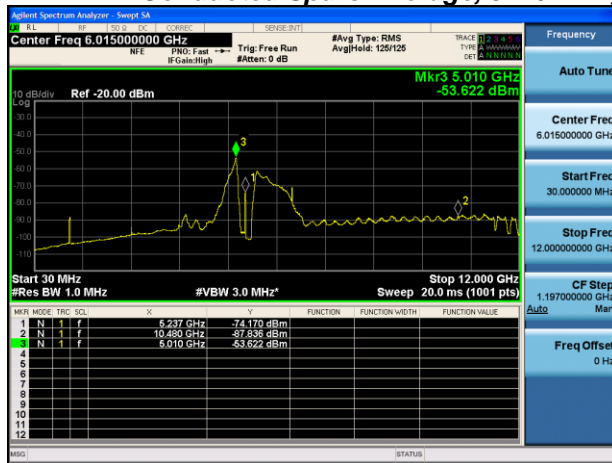 Agilent Spectrum Analyzer - Swept SA
RL RF 50 Ω DC CORREC SENSE:INT
Center Freq 6.015000000 GHz
NFE PNO: Fast Trig: Free Run
IFGain:High #Atten: 0 dB
#Avg Type: RMS
Avg|Hold: 125/125
TRACE 1 2 3 4 5 6
TYPE A WWWWW
DET A N N N N N
Mkr3 5.010 GHz
-53.622 dBm
10 dB/div Ref -20.00 dBm
Log
-30.0
-40.0
-50.0
-60.0
-70.0
-80.0
-90.0
-100
-110
3
1
2
Start 30 MHz Stop 12.000 GHz
#Res BW 1.0 MHz #VBW 3.0 MHz* Sweep 20.0 ms (1001 pts)
MKR MODE TRC SCL X Y FUNCTION FUNCTION WIDTH FUNCTION VALUE
1 N 1 f 5.237 GHz -74.170 dBm
2 N 1 f 10.480 GHz -87.836 dBm
3 N 1 f 5.010 GHz -53.622 dBm
4
5
6
7
8
9
10
11
12
MSG STATUS
Frequency
Auto Tune
Center Freq
6.015000000 GHz
Start Freq
30.000000 MHz
Stop Freq
12.000000000 GHz
CF Step
1.197000000 GHz
Auto Man
Freq Offset
0 Hz